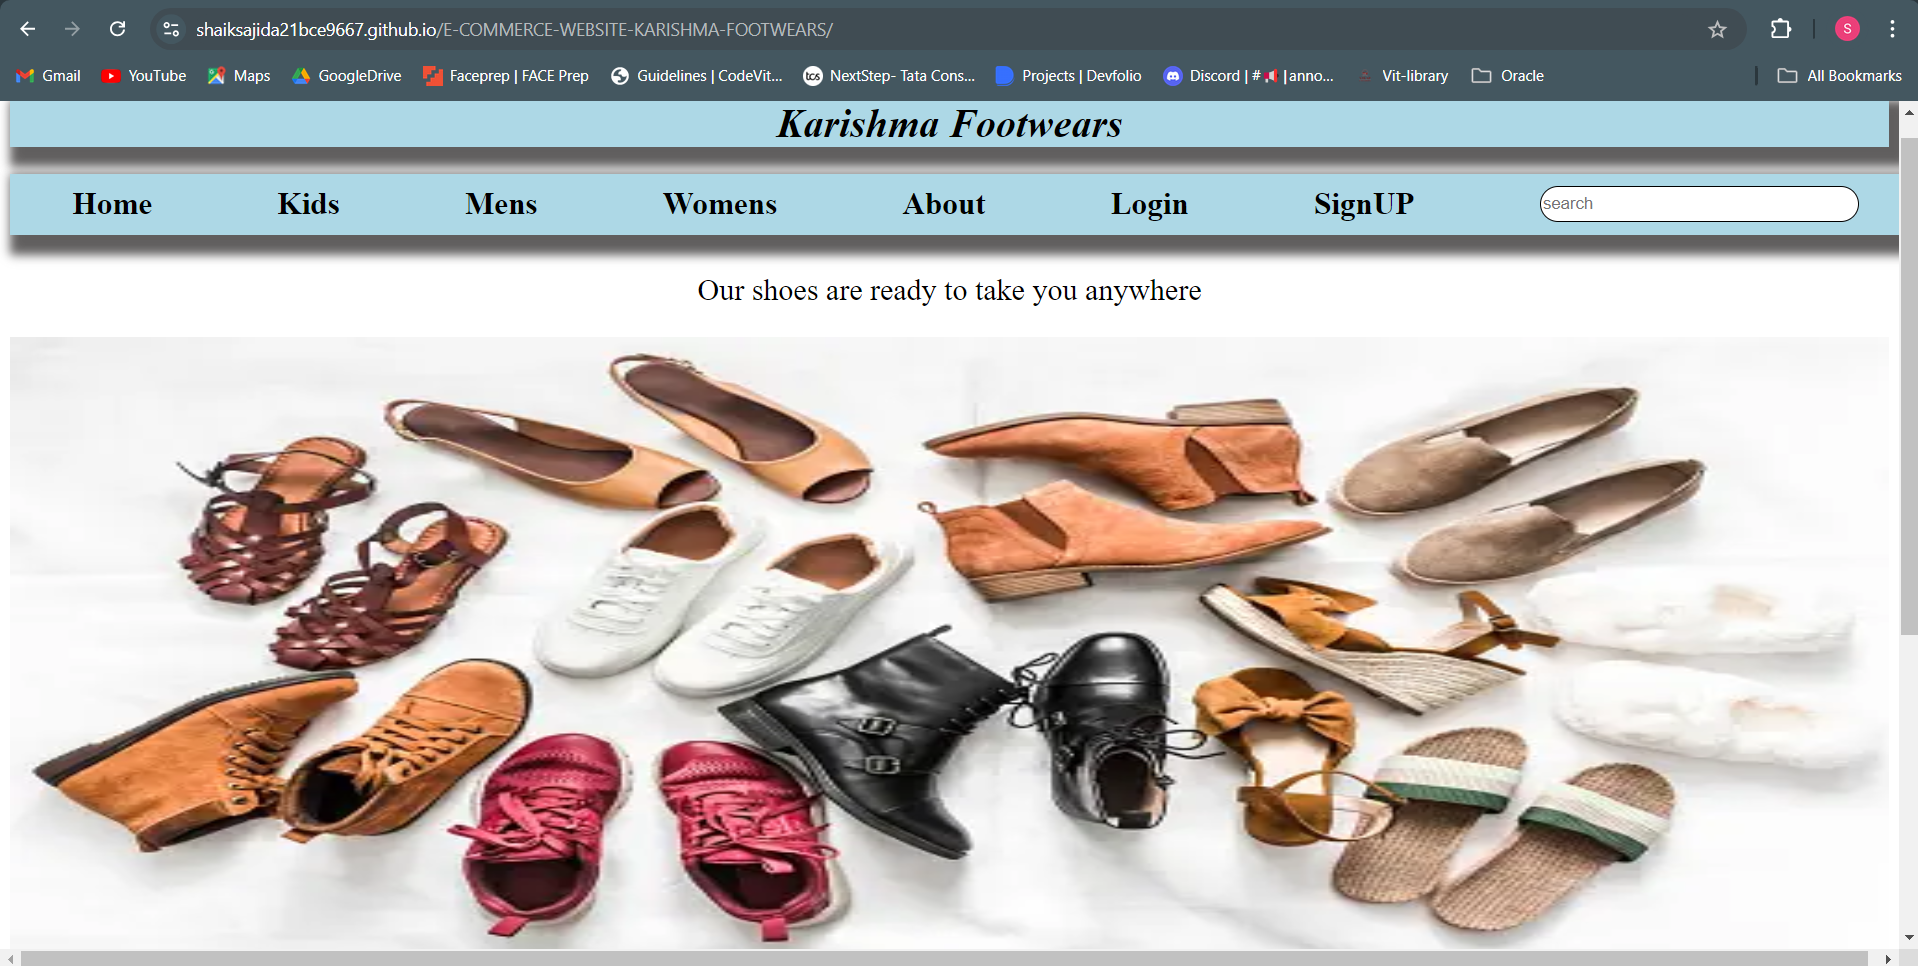 shaiksajida21bce9667.github.io/E-COMMERCE-WEBSITE-KARISHMA-FOOTWEARS/
S
Gmail YouTube Maps GoogleDrive Faceprep | FACE Prep Guidelines | CodeVit... NextStep- Tata Cons... Projects | Devfolio Discord | #📢 |anno... Vit-library Oracle All Bookmarks
Karishma Footwears
Home Kids Mens Womens About Login SignUP search
Our shoes are ready to take you anywhere